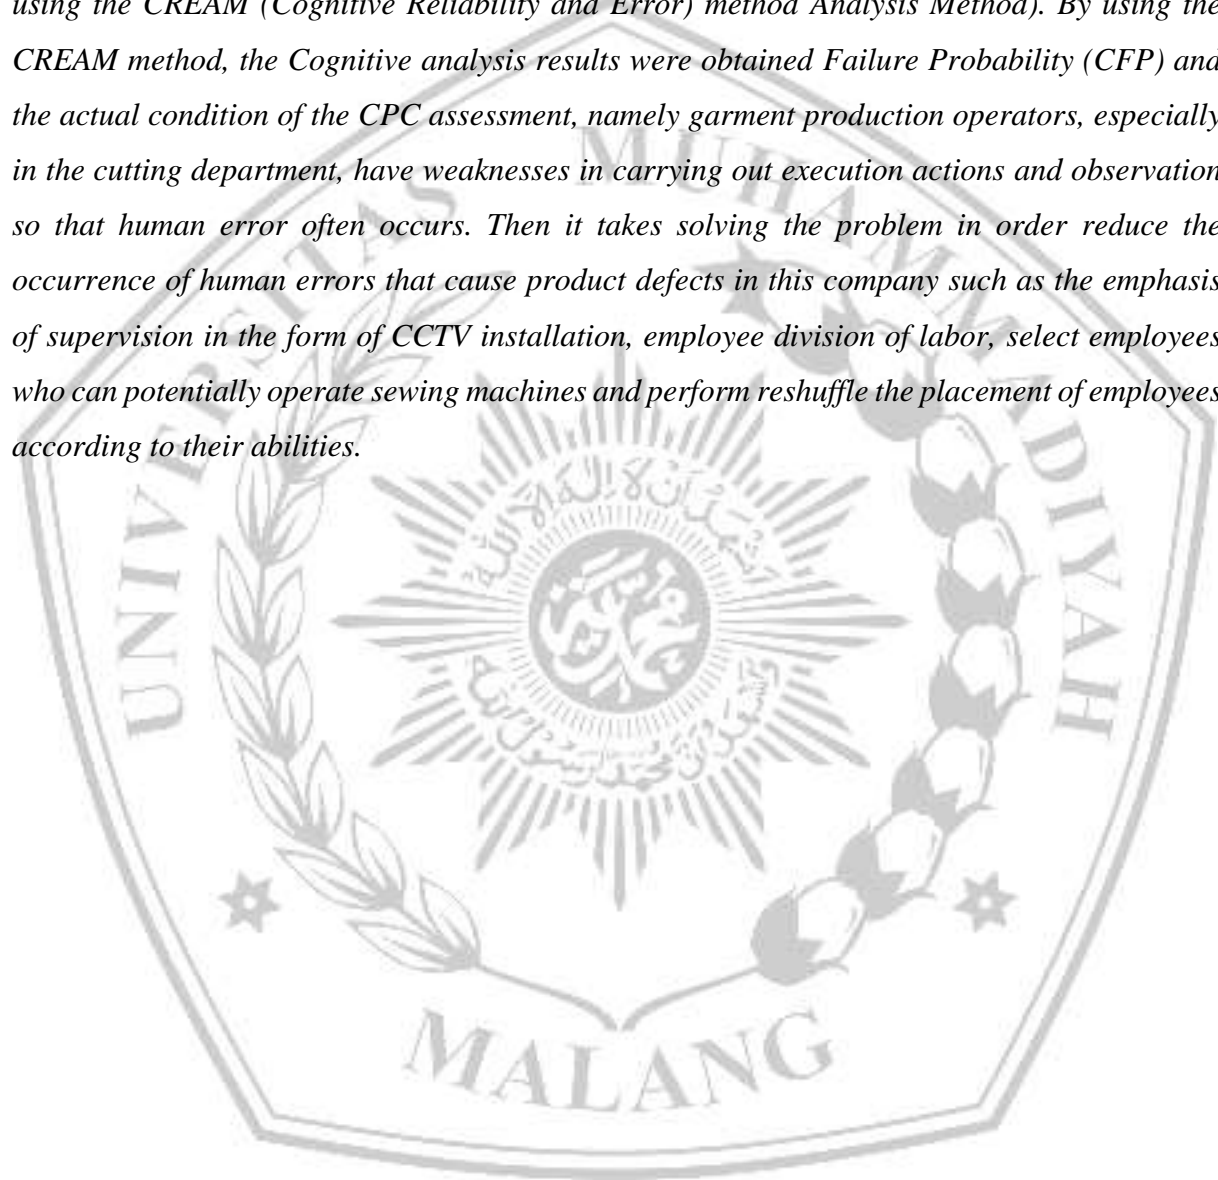 using the CREAM (Cognitive Reliability and Error) method Analysis Method). By using the
CREAM method, the Cognitive analysis results were obtained Failure Probability (CFP) and
the actual condition of the CPC assessment, namely garment production operators, especially
in the cutting department, have weaknesses in carrying out execution actions and observation
so that human error often occurs. Then it takes solving the problem in order reduce the
occurrence of human errors that cause product defects in this company such as the emphasis
of supervision in the form of CCTV installation, employee division of labor, select employees
who can potentially operate sewing machines and perform reshuffle the placement of employees
according to their abilities.
UNIVERSITAS MUHAMMADIYAH
MALANG